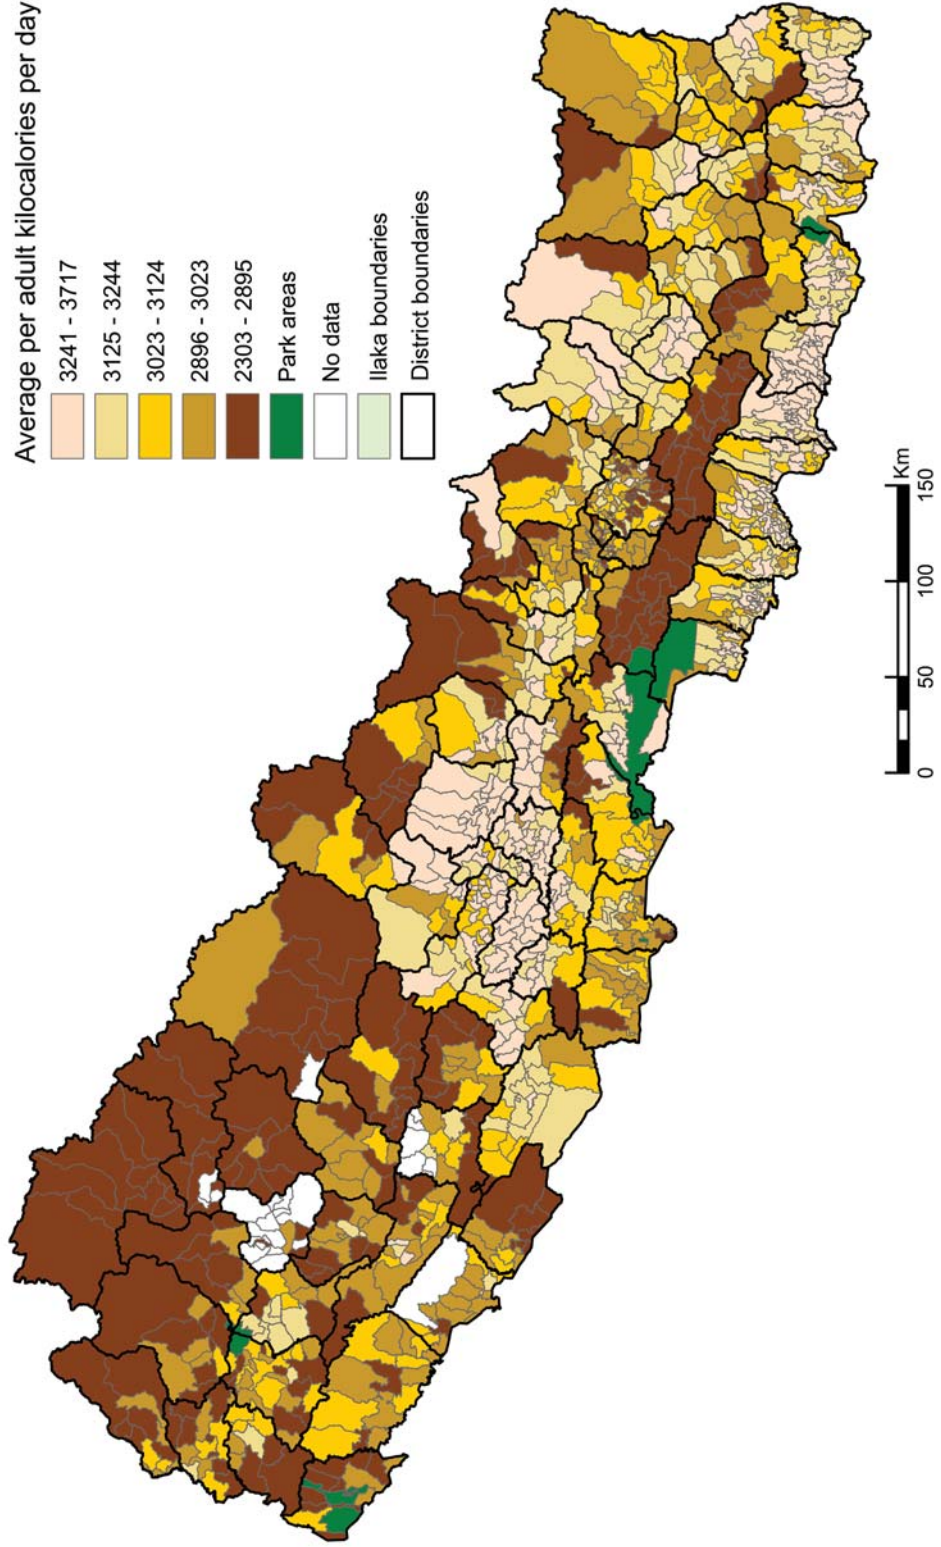 Average per adult kilocalories per day
3241 - 3717
3125 - 3244
3023 - 3124
2896 - 3023
2303 - 2895
Park areas
No data
Ilaka boundaries
District boundaries
Km
0 50 100 150